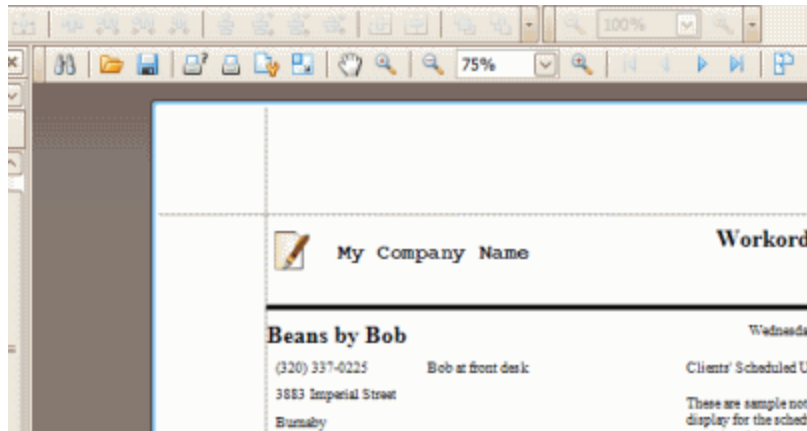 100%
75%
My Company Name
Workord
Beans by Bob
Wednesda
(320) 337-0225 Bob at front desk
Clients' Scheduled U
3883 Imperial Street
These are sample not
Burnaby
display for the sched